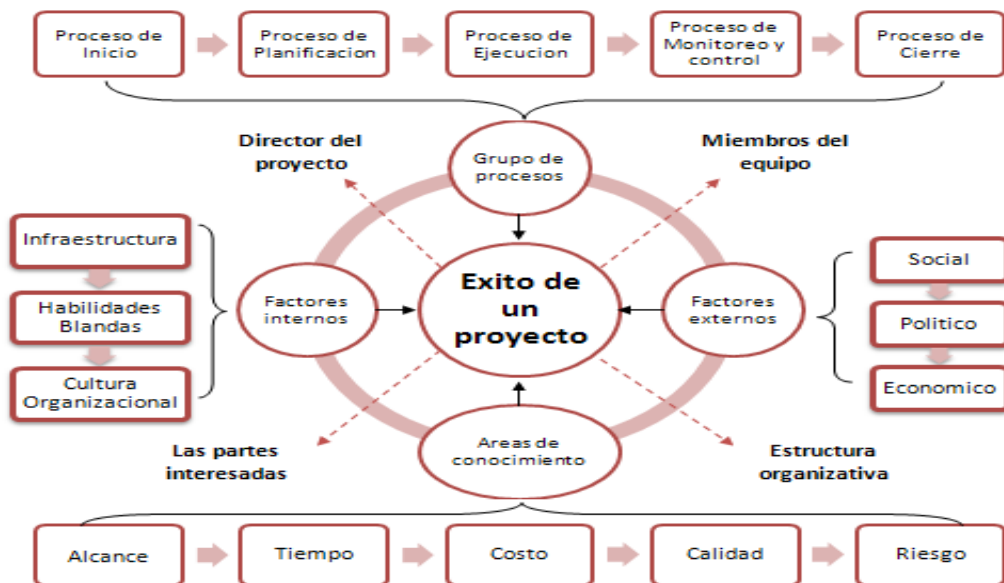 Proceso de
Inicio
Proceso de
Planificacion
Proceso de
Ejecucion
Proceso de
Monitoreo y
control
Proceso de
Cierre
Director del
proyecto
Grupo de
procesos
Miembros del
equipo
Infraestructura
Habilidades
Blandas
Cultura
Organizacional
Factores
internos
Exito de
un
proyecto
Factores
externos
Social
Politico
Economico
Las partes
interesadas
Areas de
conocimiento
Estructura
organizativa
Alcance
Tiempo
Costo
Calidad
Riesgo